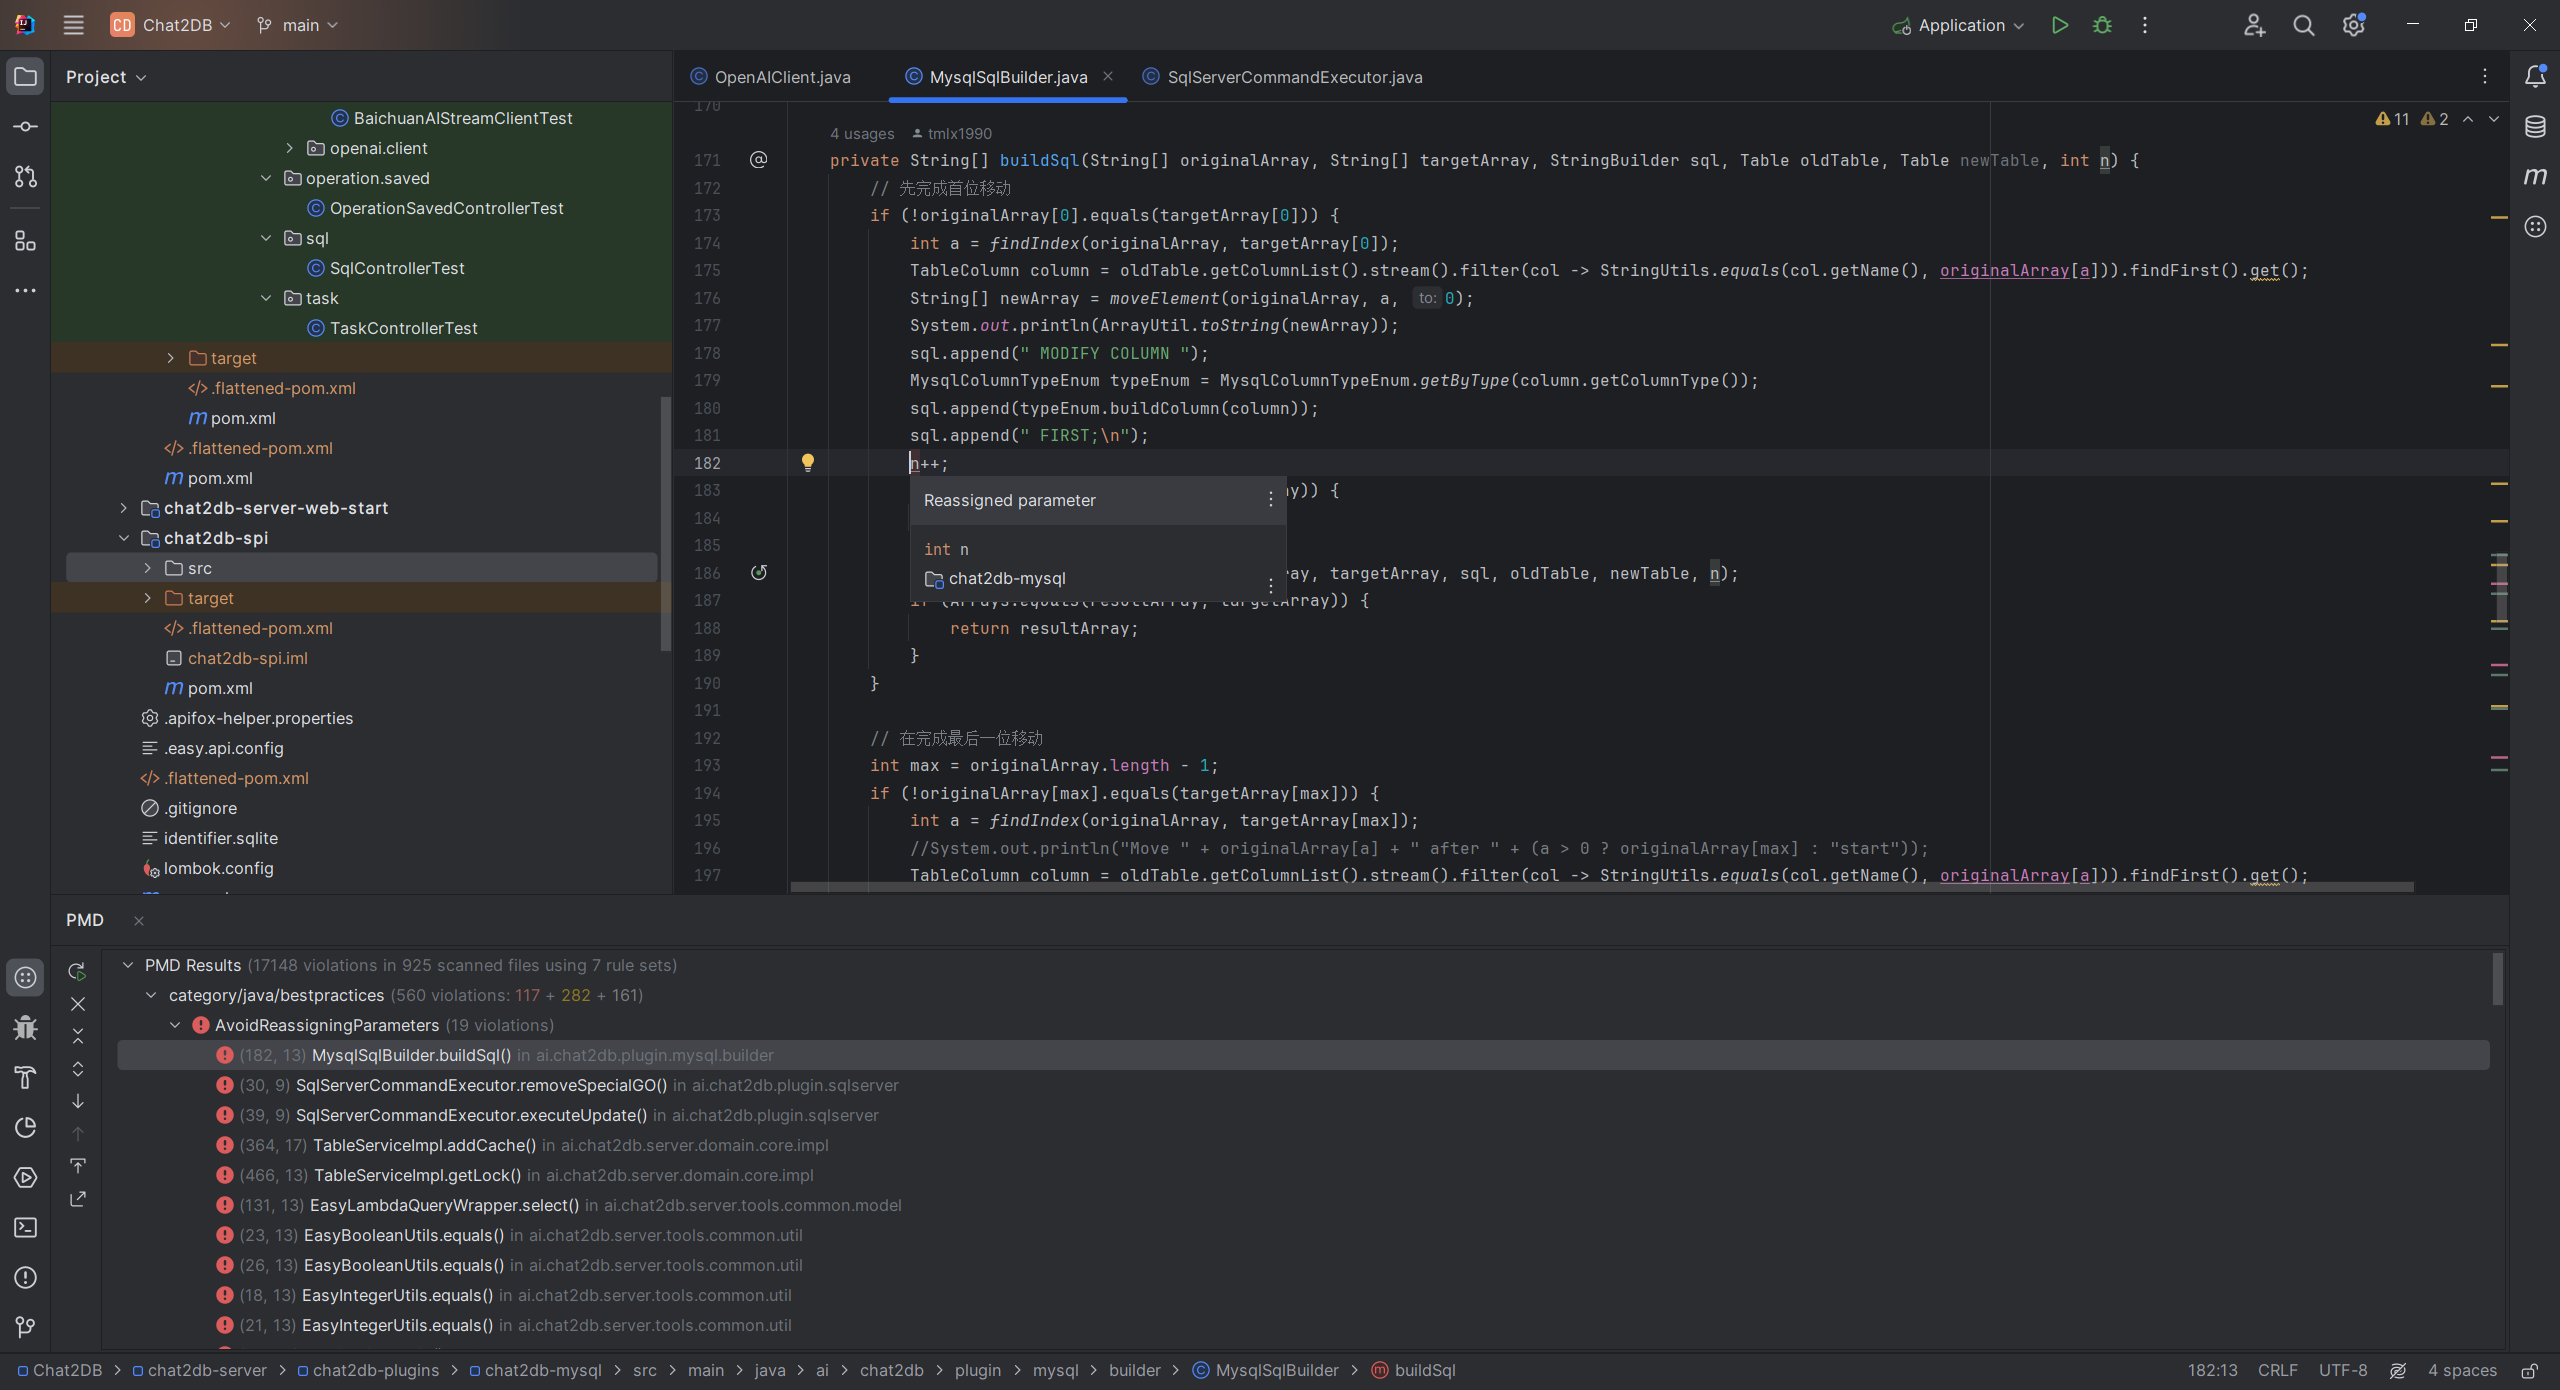 CD Chat2DB main Application
Project
BaichuanAIStreamClientTest
openai.client
operation.saved
OperationSavedControllerTest
sql
SqlControllerTest
task
TaskControllerTest
target
.flattened-pom.xml
pom.xml
.flattened-pom.xml
pom.xml
chat2db-server-web-start
chat2db-spi
src
target
.flattened-pom.xml
chat2db-spi.iml
pom.xml
.apifox-helper.properties
.easy.api.config
.flattened-pom.xml
.gitignore
identifier.sqlite
lombok.config
OpenAIClient.java MysqlSqlBuilder.java SqlServerCommandExecutor.java
11 2
170
4 usages tmlx1990
171 private String[] buildSql(String[] originalArray, String[] targetArray, StringBuilder sql, Table oldTable, Table newTable, int n) {
172 // 先完成首位移动
173 if (!originalArray[0].equals(targetArray[0])) {
174 int a = findIndex(originalArray, targetArray[0]);
175 TableColumn column = oldTable.getColumnList().stream().filter(col -> StringUtils.equals(col.getName(), originalArray[a])).findFirst().get();
176 String[] newArray = moveElement(originalArray, a, to: 0);
177 System.out.println(ArrayUtil.toString(newArray));
178 sql.append(" MODIFY COLUMN ");
179 MysqlColumnTypeEnum typeEnum = MysqlColumnTypeEnum.getByType(column.getColumnType());
180 sql.append(typeEnum.buildColumn(column));
181 sql.append(" FIRST;\n");
182 n++;
183 y)) {
184
185
186 ay, targetArray, sql, oldTable, newTable, n);
187 if (Arrays.equals(resultArray, targetArray)) {
188 return resultArray;
189 }
190 }
191
192 // 在完成最后一位移动
193 int max = originalArray.length - 1;
194 if (!originalArray[max].equals(targetArray[max])) {
195 int a = findIndex(originalArray, targetArray[max]);
196 //System.out.println("Move " + originalArray[a] + " after " + (a > 0 ? originalArray[max] : "start"));
197 TableColumn column = oldTable.getColumnList().stream().filter(col -> StringUtils.equals(col.getName(), originalArray[a])).findFirst().get();
Reassigned parameter
int n
chat2db-mysql
PMD
PMD Results (17148 violations in 925 scanned files using 7 rule sets)
category/java/bestpractices (560 violations: 117 + 282 + 161)
AvoidReassigningParameters (19 violations)
(182, 13) MysqlSqlBuilder.buildSql() in ai.chat2db.plugin.mysql.builder
(30, 9) SqlServerCommandExecutor.removeSpecialGO() in ai.chat2db.plugin.sqlserver
(39, 9) SqlServerCommandExecutor.executeUpdate() in ai.chat2db.plugin.sqlserver
(364, 17) TableServiceImpl.addCache() in ai.chat2db.server.domain.core.impl
(466, 13) TableServiceImpl.getLock() in ai.chat2db.server.domain.core.impl
(131, 13) EasyLambdaQueryWrapper.select() in ai.chat2db.server.tools.common.model
(23, 13) EasyBooleanUtils.equals() in ai.chat2db.server.tools.common.util
(26, 13) EasyBooleanUtils.equals() in ai.chat2db.server.tools.common.util
(18, 13) EasyIntegerUtils.equals() in ai.chat2db.server.tools.common.util
(21, 13) EasyIntegerUtils.equals() in ai.chat2db.server.tools.common.util
Chat2DB > chat2db-server > chat2db-plugins > chat2db-mysql > src > main > java > ai > chat2db > plugin > mysql > builder > MysqlSqlBuilder > buildSql 182:13 CRLF UTF-8 4 spaces